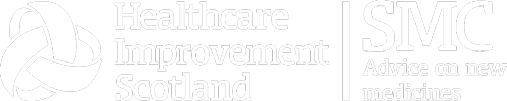 Healthcare
Improvement
Scotland
SMC
Advice on new
medicines